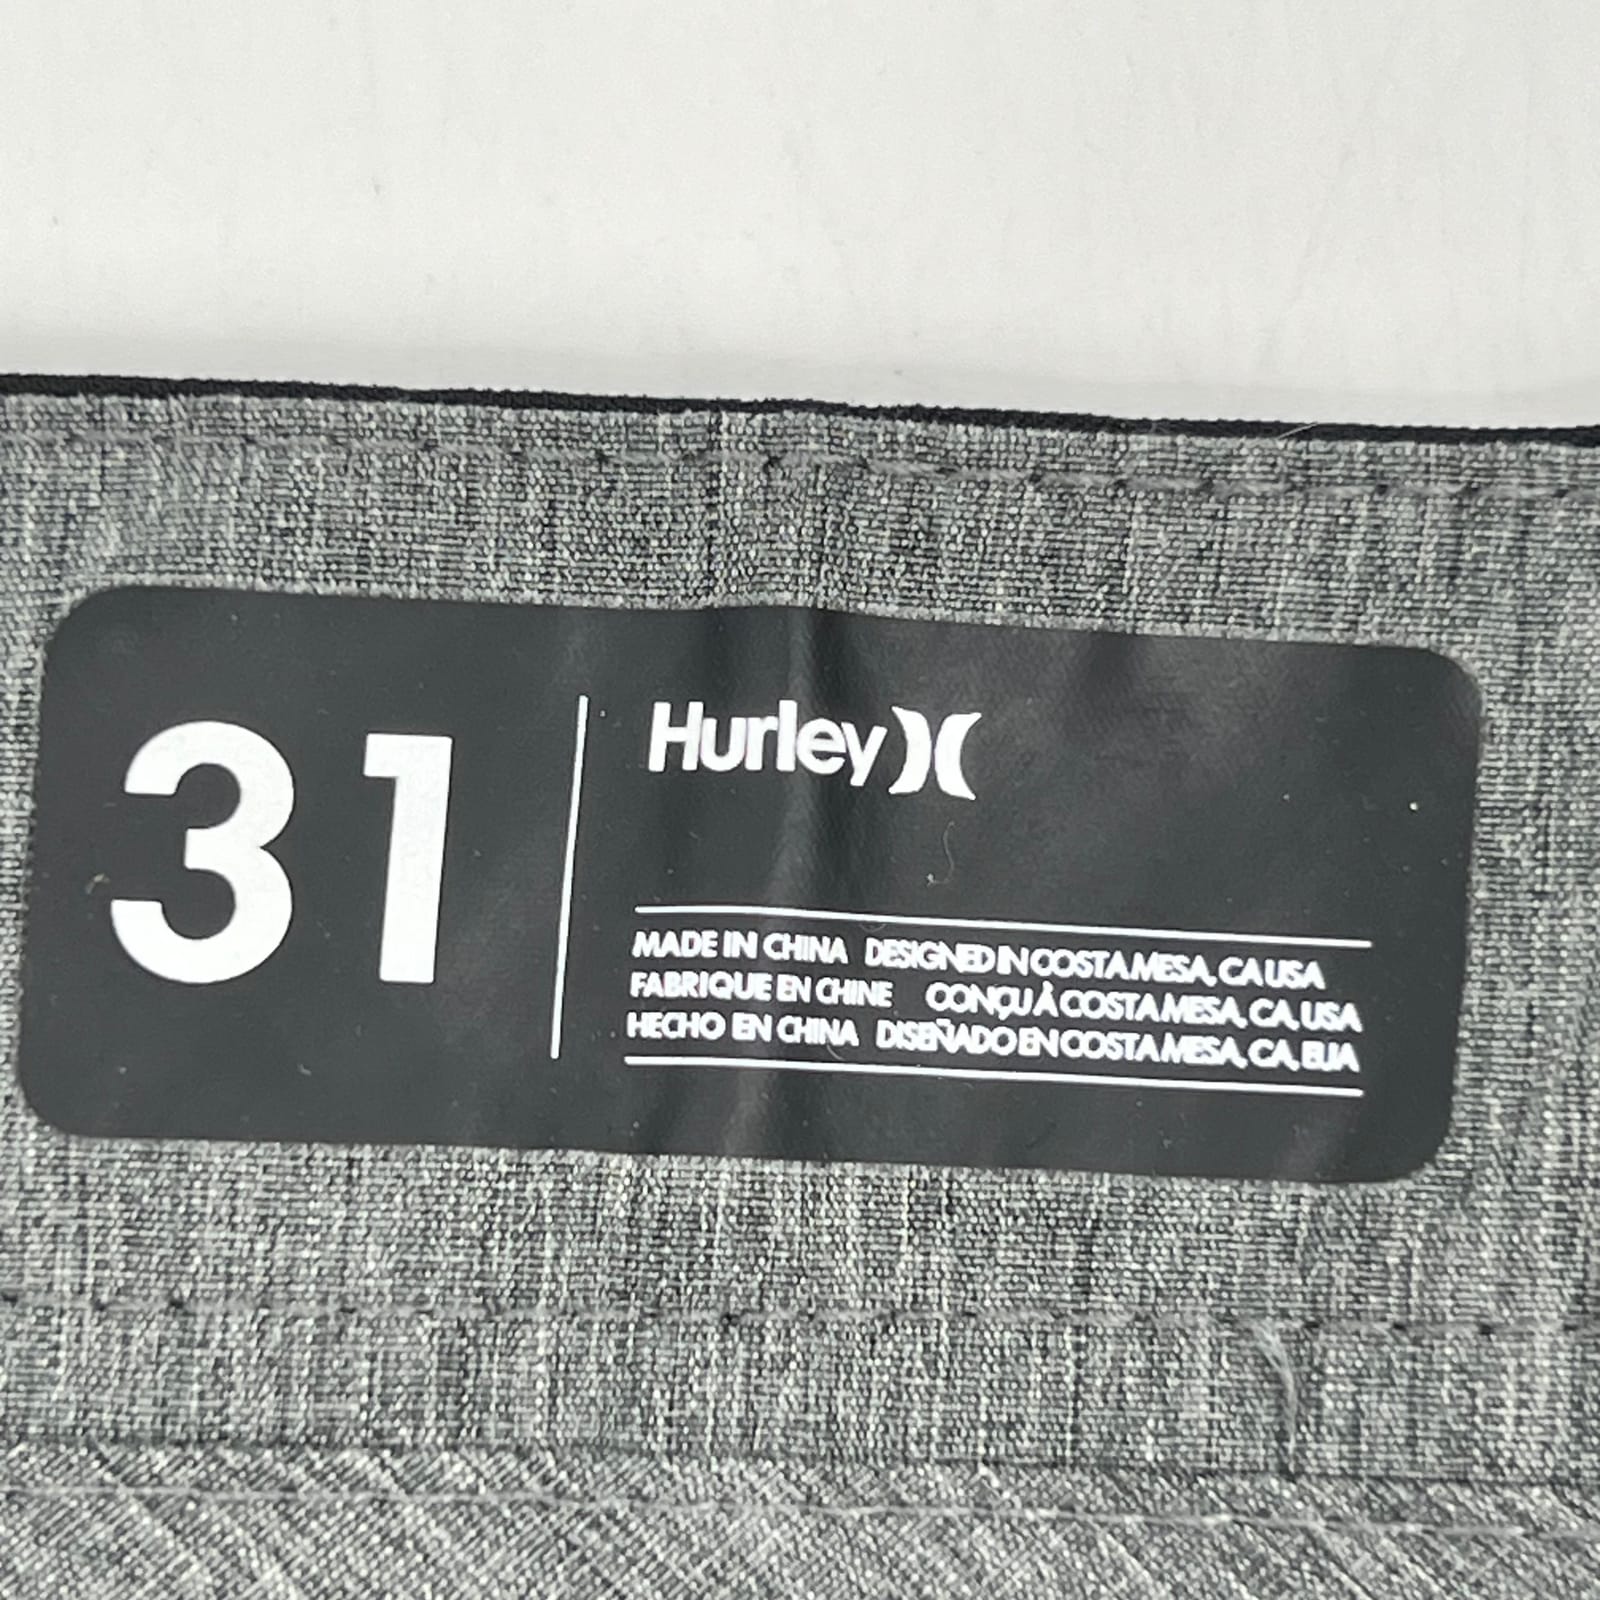 31
Hurley
MADE IN CHINA DESIGNED IN COSTA MESA, CA USA
FABRIQUE EN CHINE CONÇU À COSTA MESA, CA, USA
HECHO EN CHINA DISEÑADO EN COSTA MESA, CA, EUA